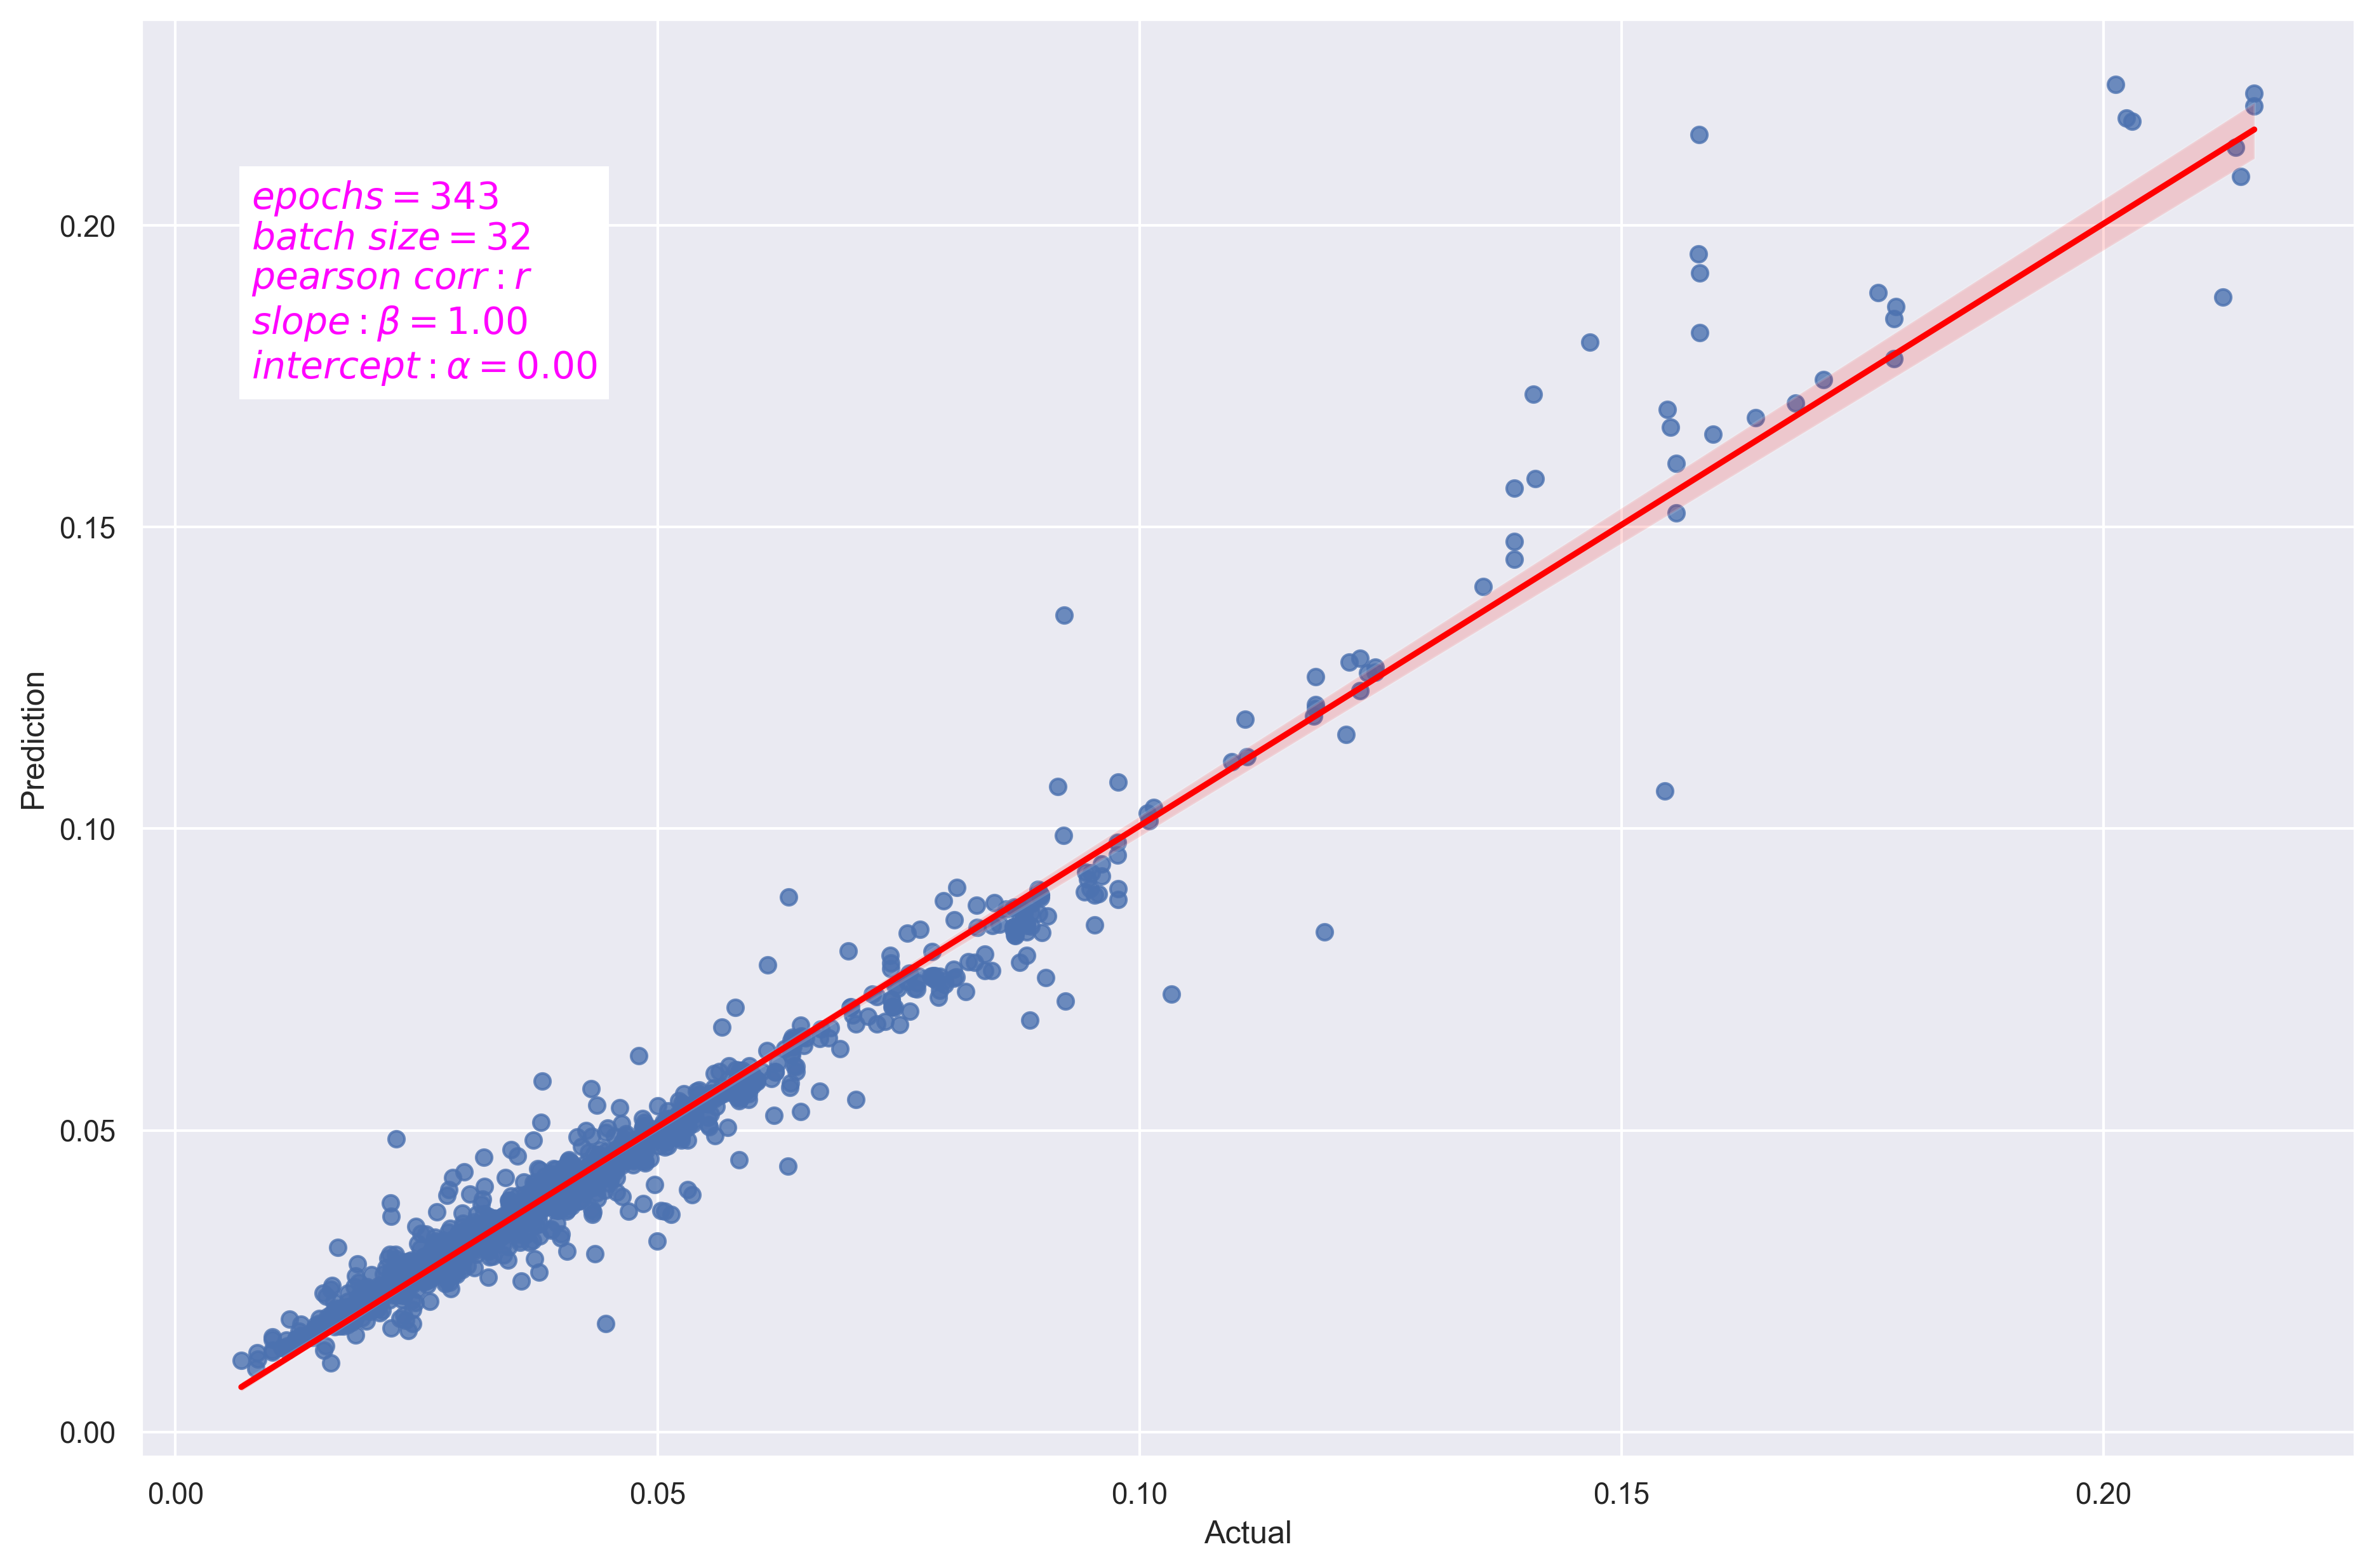 epochs = 343
batch size = 32
pearson corr : r
slope : β = 1.00
intercept : α = 0.00
Prediction
0.20
0.15
0.10
0.05
0.00
0.00 0.05 0.10 0.15 0.20
Actual